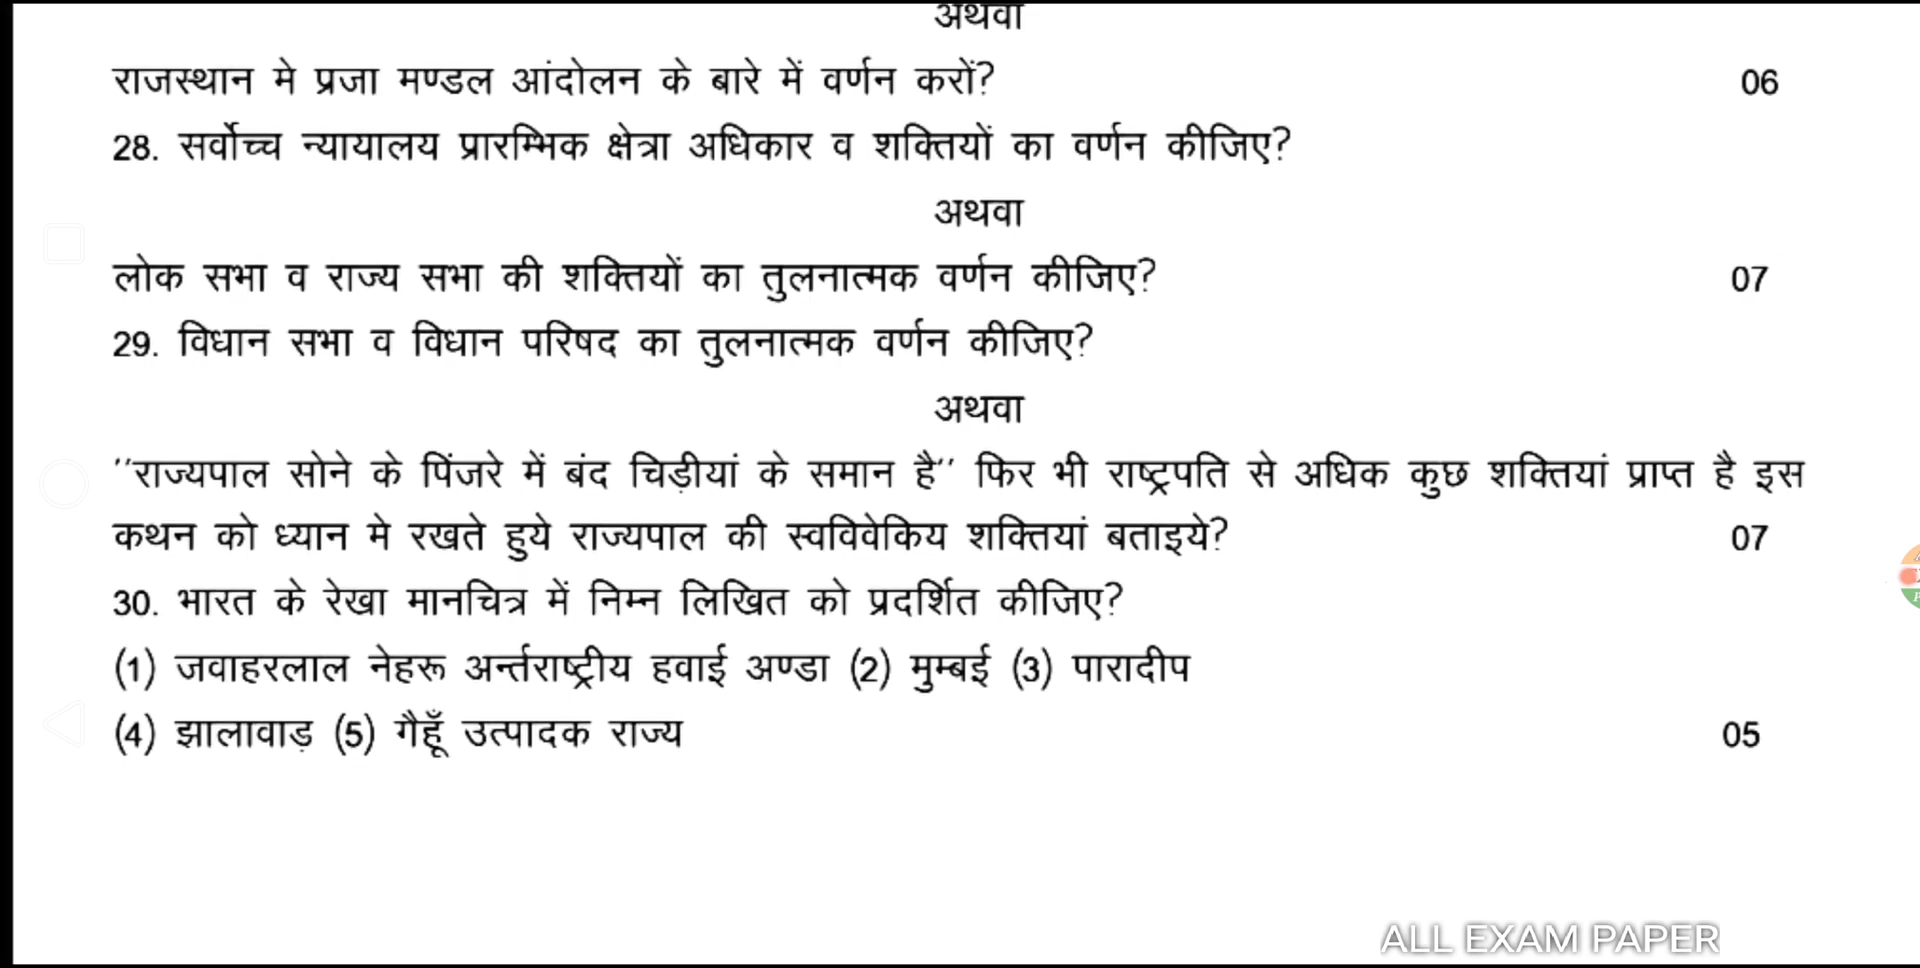 अथवा
राजस्थान मे प्रजा मण्डल आंदोलन के बारे में वर्णन करों? 06
28. सर्वोच्च न्यायालय प्रारम्भिक क्षेत्रा अधिकार व शक्तियों का वर्णन कीजिए?
अथवा
लोक सभा व राज्य सभा की शक्तियों का तुलनात्मक वर्णन कीजिए? 07
29. विधान सभा व विधान परिषद का तुलनात्मक वर्णन कीजिए?
अथवा
''राज्यपाल सोने के पिंजरे में बंद चिड़ीयां के समान है'' फिर भी राष्ट्रपति से अधिक कुछ शक्तियां प्राप्त है इस
कथन को ध्यान मे रखते हुये राज्यपाल की स्वविवेकिय शक्तियां बताइये? 07
30. भारत के रेखा मानचित्र में निम्न लिखित को प्रदर्शित कीजिए?
(1) जवाहरलाल नेहरू अर्न्तराष्ट्रीय हवाई अण्डा (2) मुम्बई (3) पारादीप
(4) झालावाड़ (5) गैहूँ उत्पादक राज्य 05
ALL EXAM PAPER